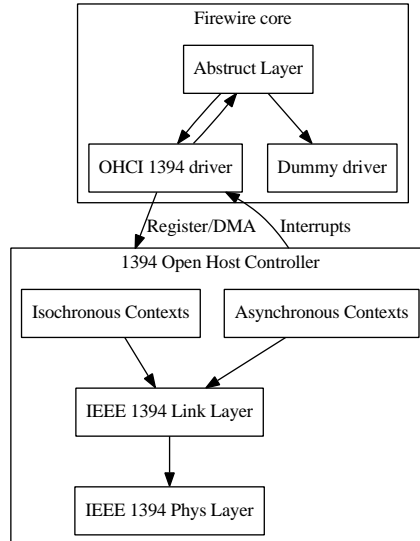 Firewire core
Abstruct Layer
OHCI 1394 driver
Dummy driver
Register/DMA
Interrupts
1394 Open Host Controller
Isochronous Contexts
Asynchronous Contexts
IEEE 1394 Link Layer
IEEE 1394 Phys Layer